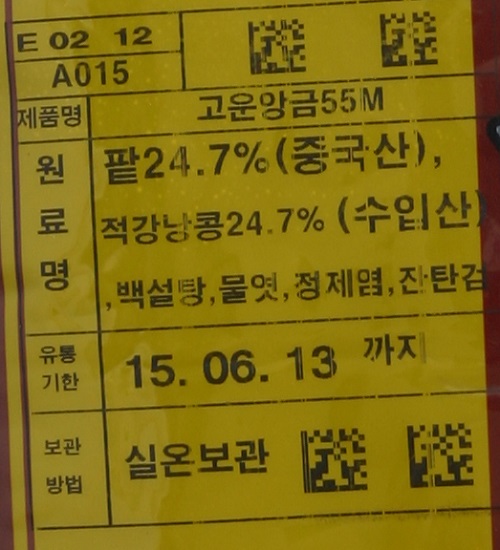 E 02 12
A015
제품명 고운앙금55M
원료명 팥24.7%(중국산),
적강낭콩24.7% (수입산)
,백설탕,물엿,정제염,잔탄검
유통기한 15. 06. 13 까지
보관방법 실온보관